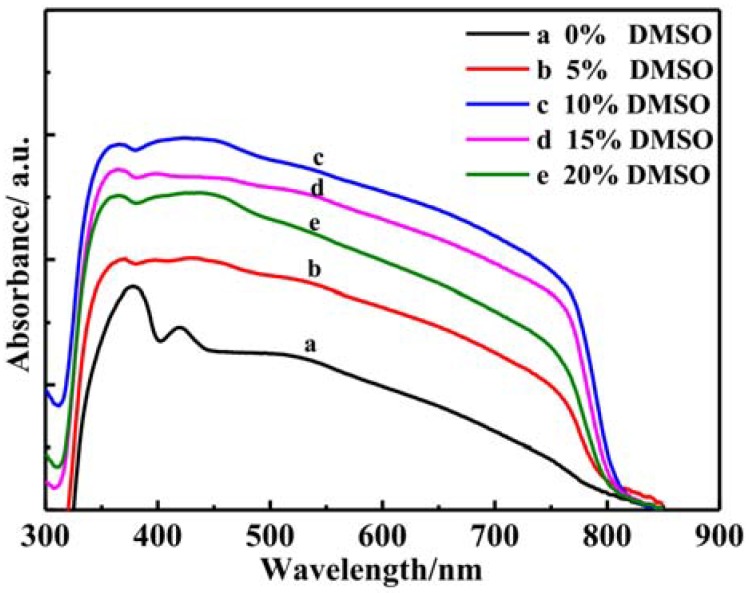 a 0% DMSO
b 5% DMSO
c 10% DMSO
d 15% DMSO
e 20% DMSO
Absorbance/ a.u.
c
d
e
b
a
300 400 500 600 700 800 900
Wavelength/nm